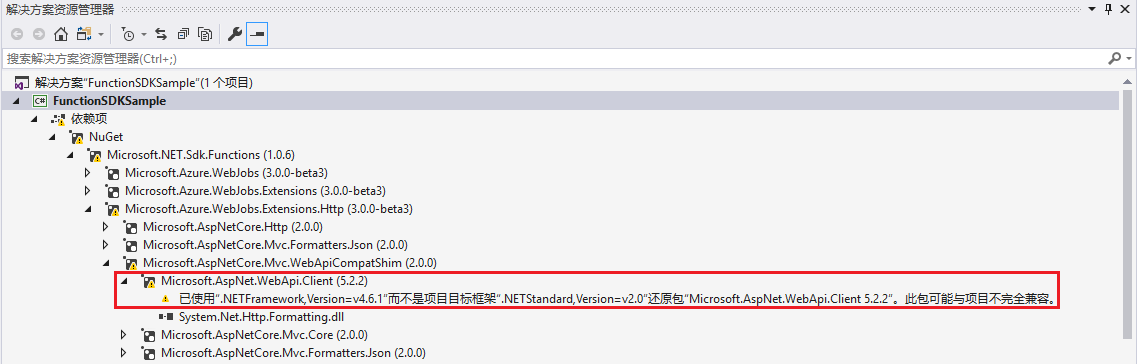 解决方案资源管理器
搜索解决方案资源管理器(Ctrl+;)
解决方案"FunctionSDKSample"(1 个项目)
C# FunctionSDKSample
依赖项
NuGet
Microsoft.NET.Sdk.Functions (1.0.6)
Microsoft.Azure.WebJobs (3.0.0-beta3)
Microsoft.Azure.WebJobs.Extensions (3.0.0-beta3)
Microsoft.Azure.WebJobs.Extensions.Http (3.0.0-beta3)
Microsoft.AspNetCore.Http (2.0.0)
Microsoft.AspNetCore.Mvc.Formatters.Json (2.0.0)
Microsoft.AspNetCore.Mvc.WebApiCompatShim (2.0.0)
Microsoft.AspNet.WebApi.Client (5.2.2)
已使用".NETFramework,Version=v4.6.1"而不是项目目标框架".NETStandard,Version=v2.0"还原包"Microsoft.AspNet.WebApi.Client 5.2.2"。此包可能与项目不完全兼容。
System.Net.Http.Formatting.dll
Microsoft.AspNetCore.Mvc.Core (2.0.0)
Microsoft.AspNetCore.Mvc.Formatters.Json (2.0.0)